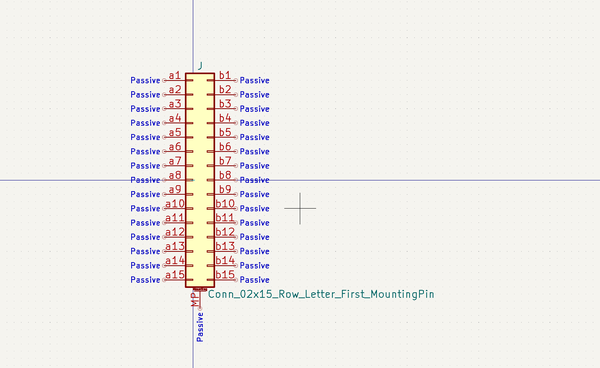 J
Passive a1 b1 Passive
Passive a2 b2 Passive
Passive a3 b3 Passive
Passive a4 b4 Passive
Passive a5 b5 Passive
Passive a6 b6 Passive
Passive a7 b7 Passive
Passive a8 b8 Passive
Passive a9 b9 Passive
Passive a10 b10 Passive
Passive a11 b11 Passive
Passive a12 b12 Passive
Passive a13 b13 Passive
Passive a14 b14 Passive
Passive a15 b15 Passive
MP Conn_02x15_Row_Letter_First_MountingPin
Passive